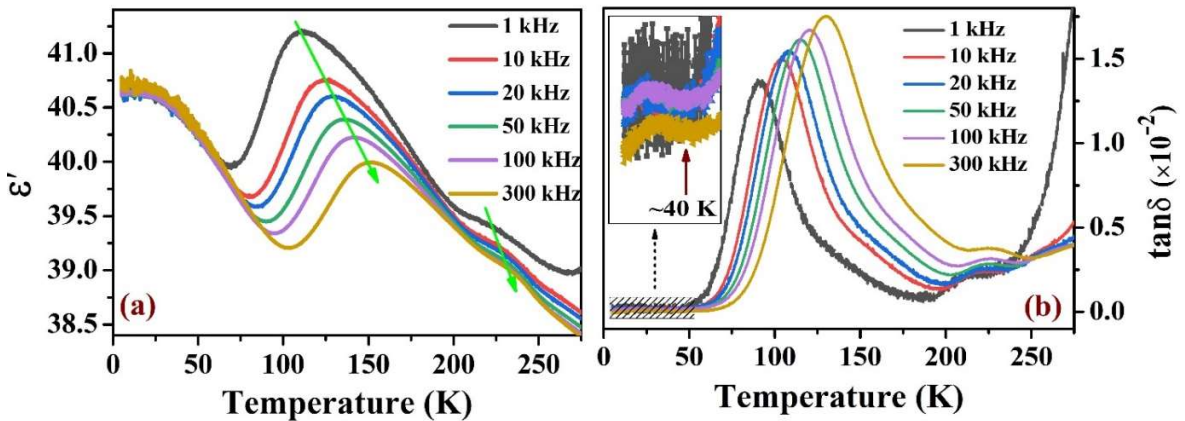 ε′
41.0
40.5
40.0
39.5
39.0
38.5
1 kHz
10 kHz
20 kHz
50 kHz
100 kHz
300 kHz
(a)
0 50 100 150 200 250
Temperature (K)
~40 K
1 kHz
10 kHz
20 kHz
50 kHz
100 kHz
300 kHz
(b)
1.5
1.0
0.5
0.0
tanδ (×10⁻²)
0 50 100 150 200 250
Temperature (K)